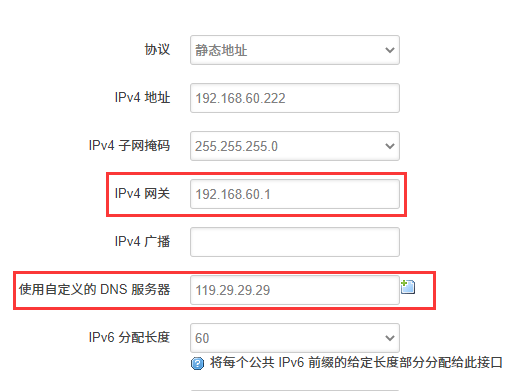 协议 静态地址
IPv4 地址 192.168.60.222
IPv4 子网掩码 255.255.255.0
IPv4 网关 192.168.60.1
IPv4 广播
使用自定义的 DNS 服务器 119.29.29.29
IPv6 分配长度 60
将每个公共 IPv6 前缀的给定长度部分分配给此接口